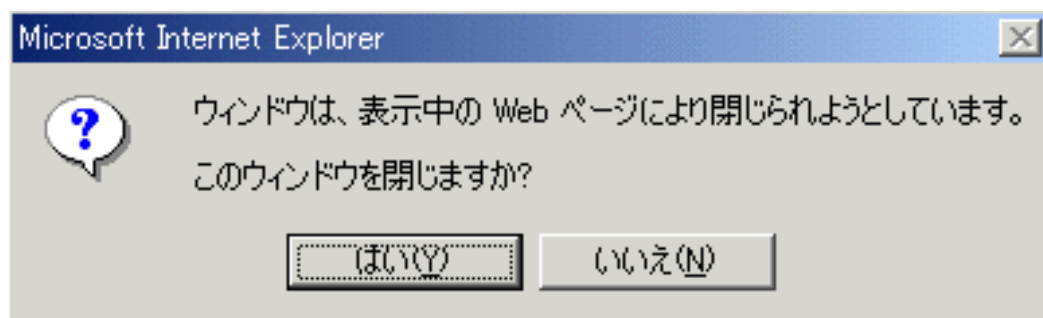 Microsoft Internet Explorer
?
ウィンドウは、表示中の Web ページにより閉じられようとしています。
このウィンドウを閉じますか?
はい(Y) いいえ(N)